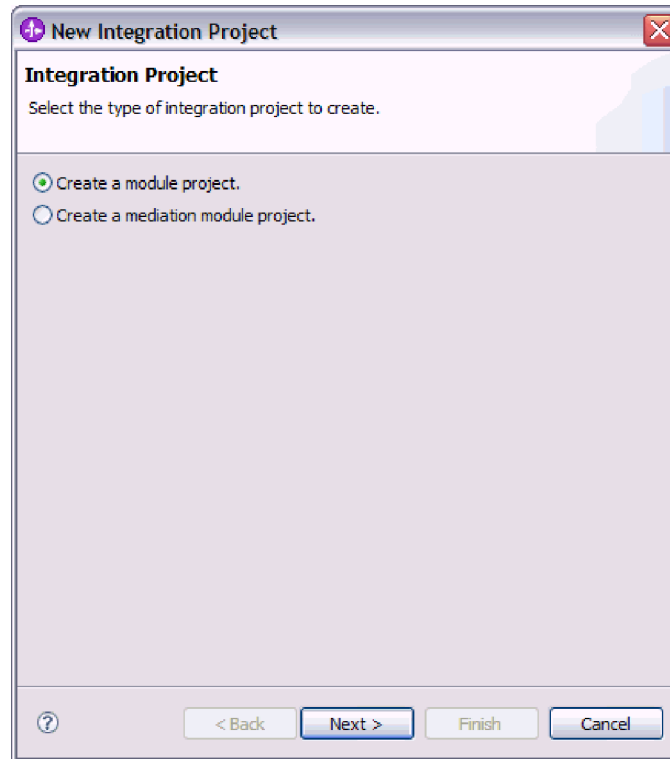 New Integration Project
Integration Project
Select the type of integration project to create.
Create a module project.
Create a mediation module project.
?
< Back Next > Finish Cancel